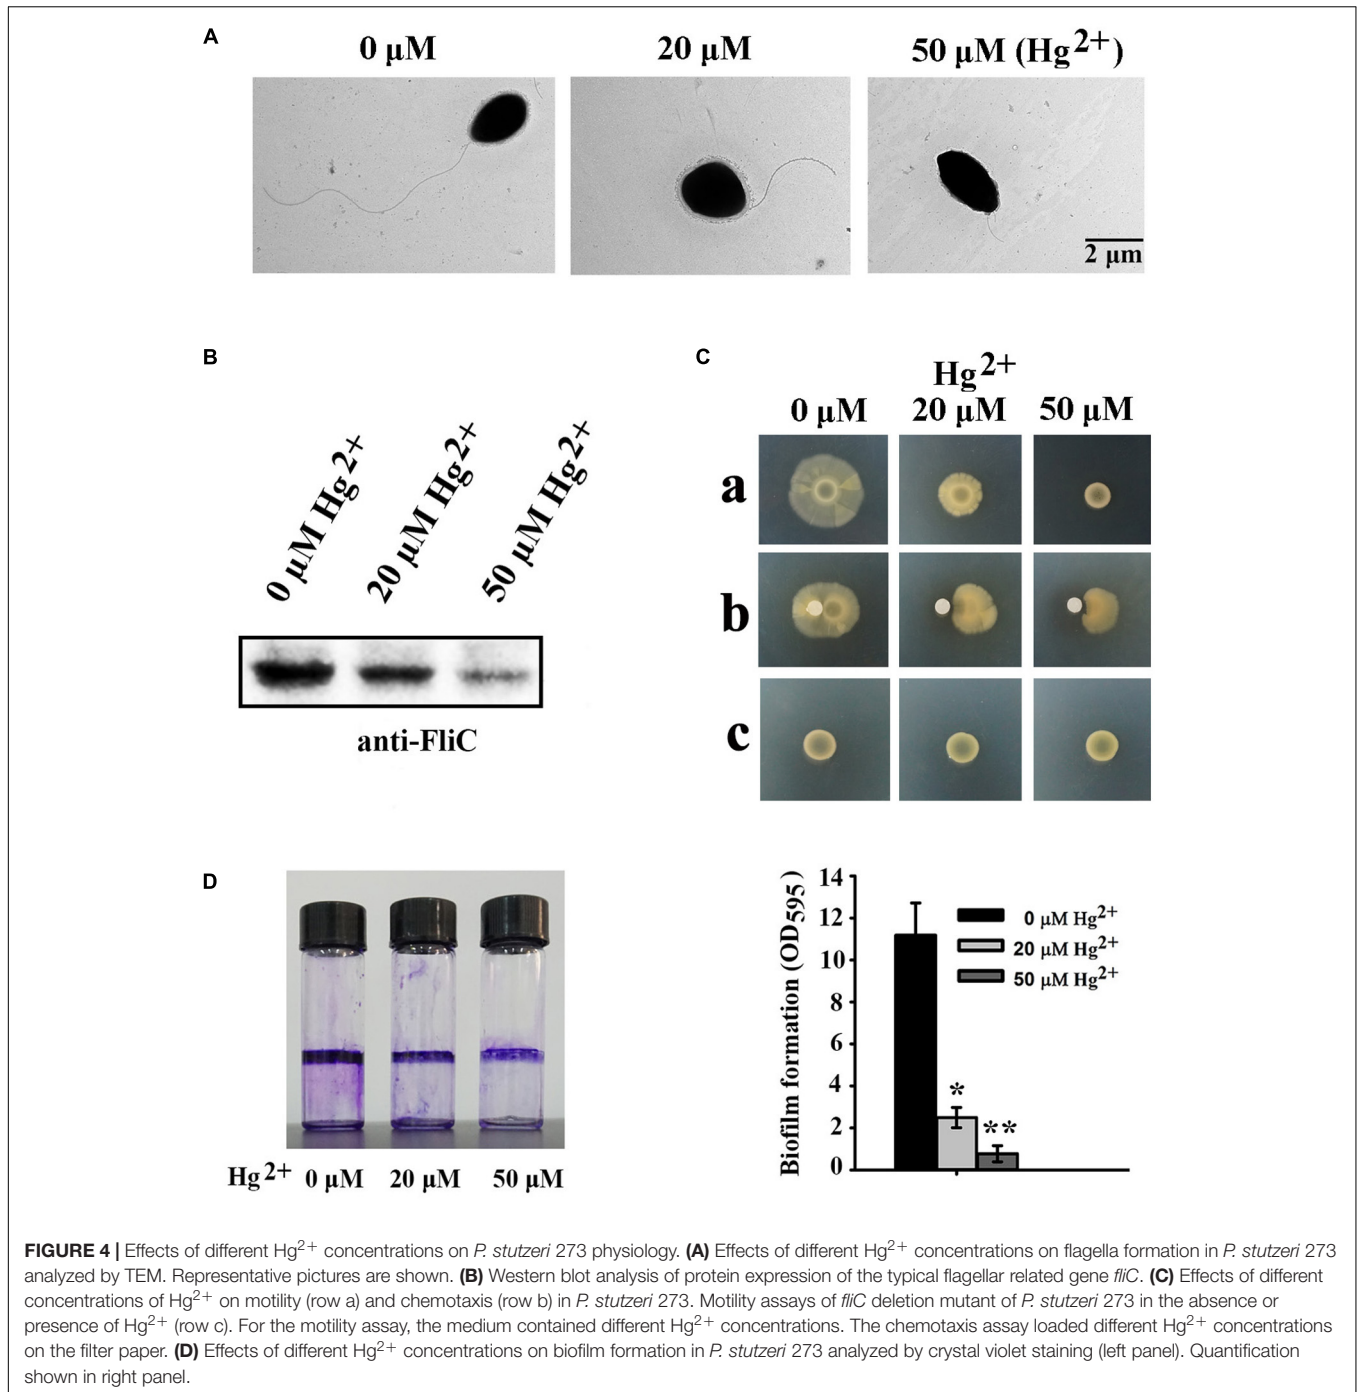 A
0 μM
20 μM
50 μM (Hg2+)
2 μm
B
0 μM Hg2+
20 μM Hg2+
50 μM Hg2+
anti-FliC
C
Hg2+
0 μM
20 μM
50 μM
a
b
c
D
Hg2+ 0 μM 20 μM 50 μM
Biofilm formation (OD595)
14
12
10
8
6
4
2
0
0 μM Hg2+
20 μM Hg2+
50 μM Hg2+
*
**
FIGURE 4 | Effects of different Hg2+ concentrations on P. stutzeri 273 physiology. (A) Effects of different Hg2+ concentrations on flagella formation in P. stutzeri 273
analyzed by TEM. Representative pictures are shown. (B) Western blot analysis of protein expression of the typical flagellar related gene fliC. (C) Effects of different
concentrations of Hg2+ on motility (row a) and chemotaxis (row b) in P. stutzeri 273. Motility assays of fliC deletion mutant of P. stutzeri 273 in the absence or
presence of Hg2+ (row c). For the motility assay, the medium contained different Hg2+ concentrations. The chemotaxis assay loaded different Hg2+ concentrations
on the filter paper. (D) Effects of different Hg2+ concentrations on biofilm formation in P. stutzeri 273 analyzed by crystal violet staining (left panel). Quantification
shown in right panel.